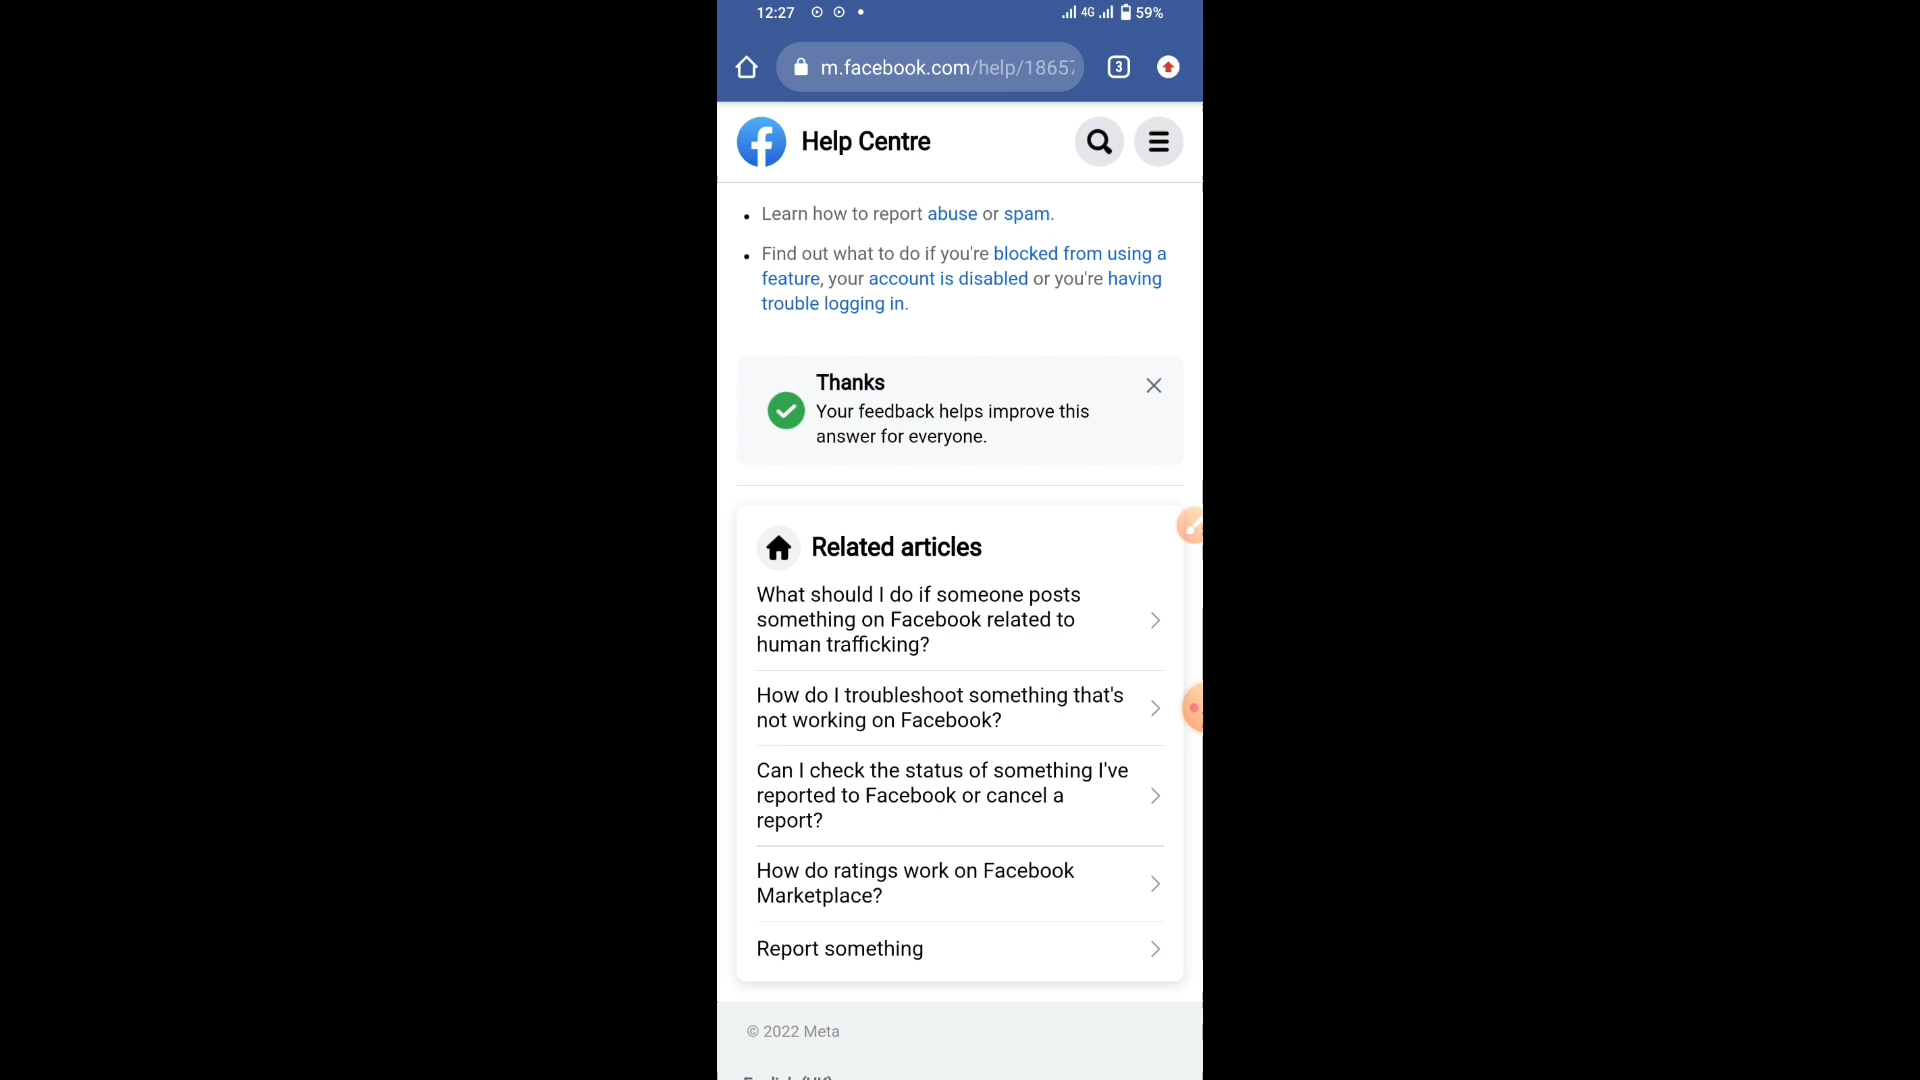 12:27
4G
59%
m.facebook.com/help/1865
3
Help Centre
Learn how to report abuse or spam.
Find out what to do if you're blocked from using a
feature, your account is disabled or you're having
trouble logging in.
Thanks
Your feedback helps improve this
answer for everyone.
Related articles
What should I do if someone posts
something on Facebook related to
human trafficking?
How do I troubleshoot something that's
not working on Facebook?
Can I check the status of something I've
reported to Facebook or cancel a
report?
How do ratings work on Facebook
Marketplace?
Report something
© 2022 Meta
English (UK)